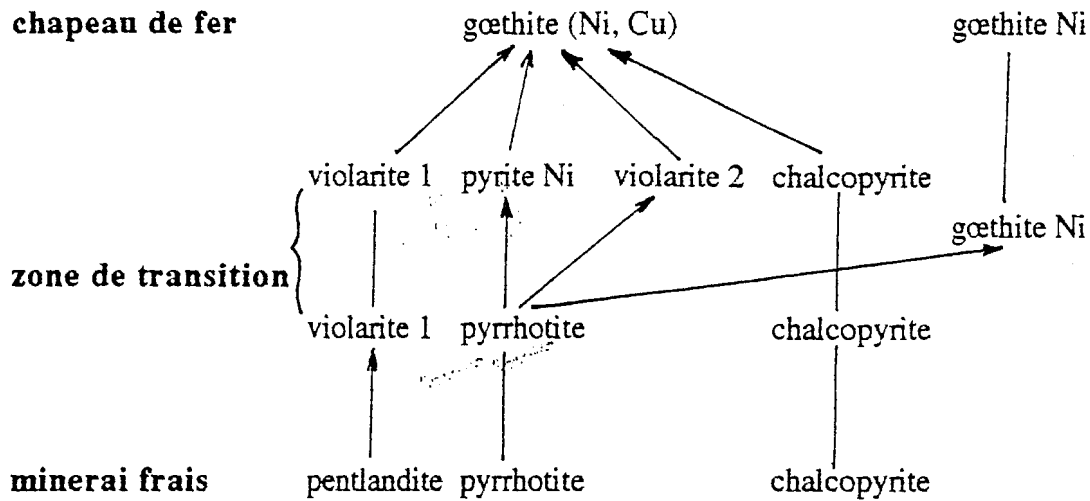 chapeau de fer gœthite (Ni, Cu) gœthite Ni
violarite 1 pyrite Ni violarite 2 chalcopyrite
gœthite Ni
zone de transition
violarite 1 pyrrhotite chalcopyrite
minerai frais pentlandite pyrrhotite chalcopyrite